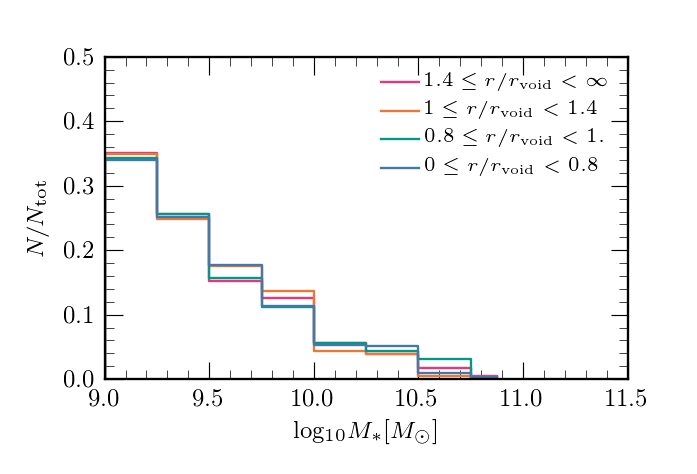 0.5
0.4
0.3
0.2
0.1
0.0
N/N_tot
1.4 ≤ r/r_void < ∞
1 ≤ r/r_void < 1.4
0.8 ≤ r/r_void < 1.
0 ≤ r/r_void < 0.8
9.0 9.5 10.0 10.5 11.0 11.5
log₁₀M_*[M_⊙]